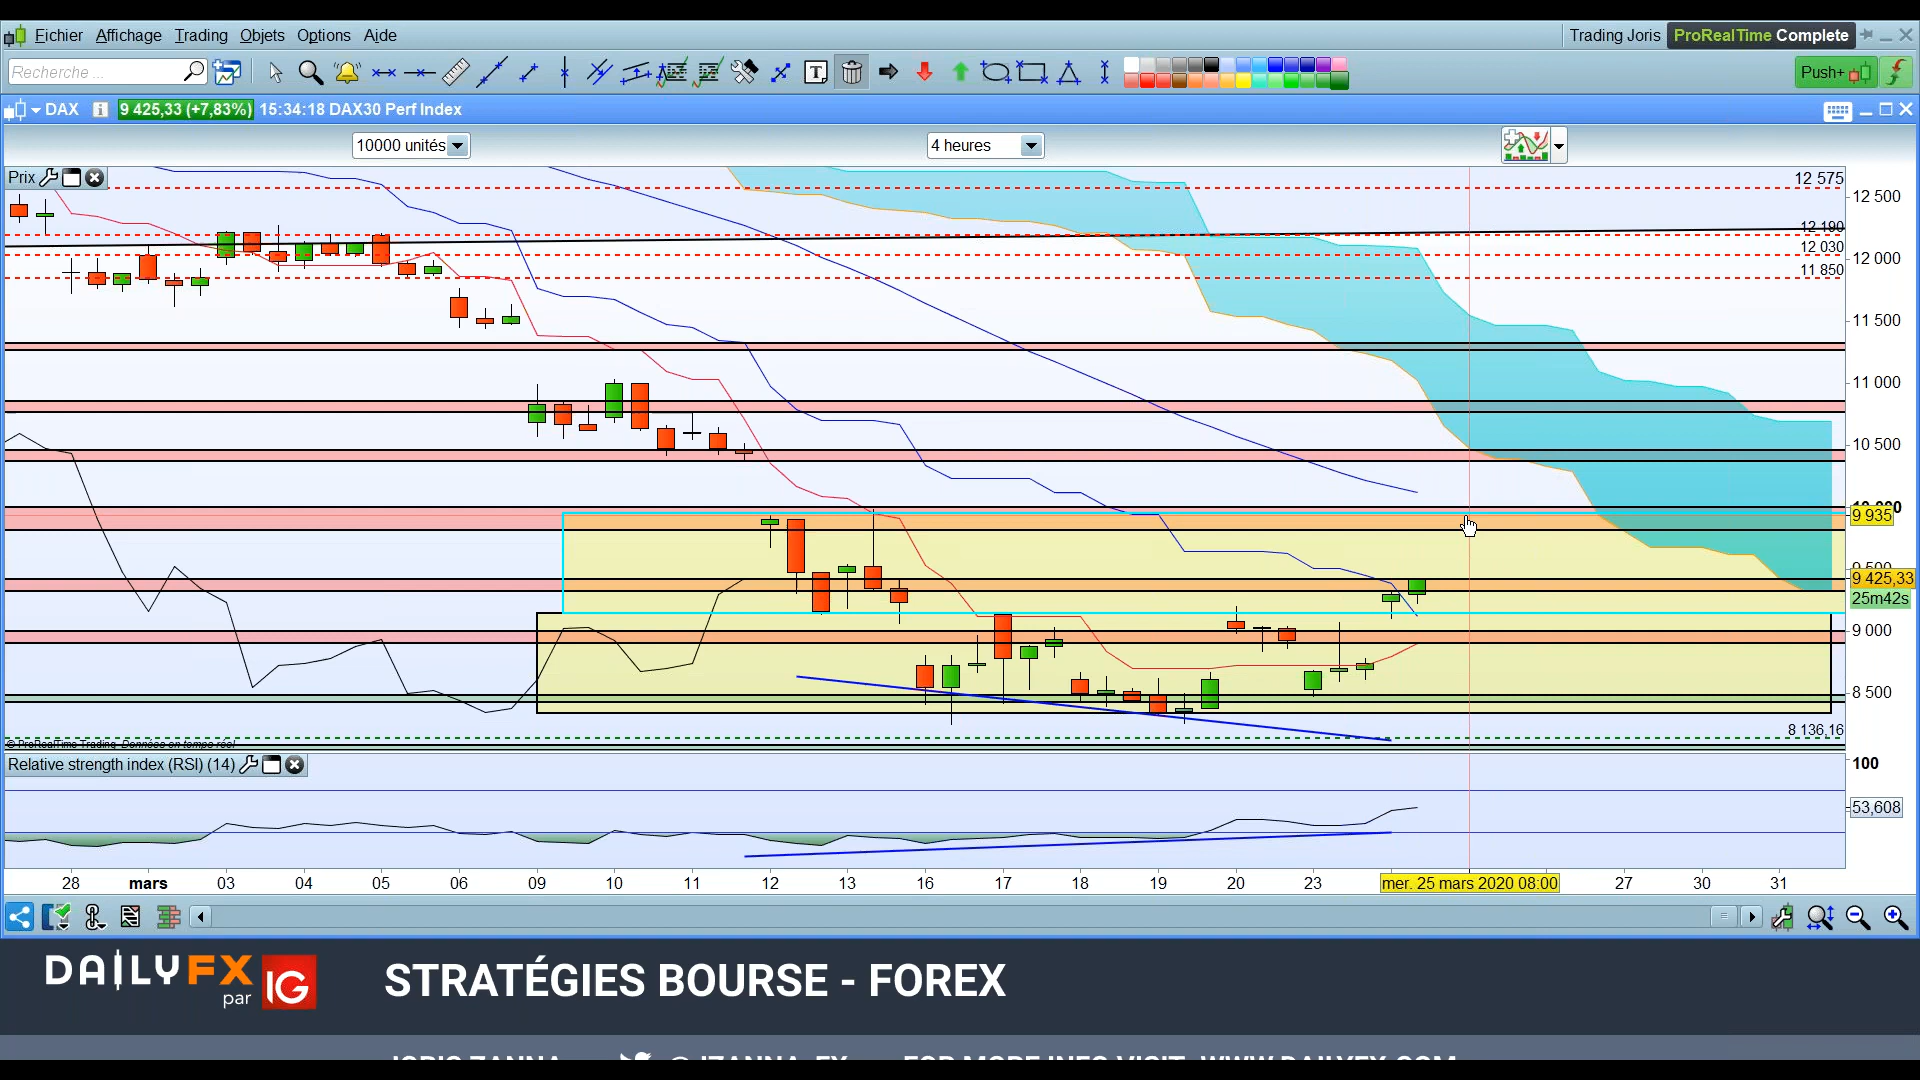 Fichier Affichage Trading Objets Options Aide Trading Joris ProRealTime Complete
Recherche ... Push+
DAX 9 425,33 (+7,83%) 15:34:18 DAX30 Perf Index
10000 unités 4 heures
Prix
12 575
12 500
12 190
12 030
12 000
11 850
11 500
11 000
10 500
9 935
9 425,33
25m42s
9 000
8 500
8 136,16
© ProRealTime Trading Données en temps réel
Relative strength index (RSI) (14)
100
53,608
28 mars 03 04 05 06 09 10 11 12 13 16 17 18 19 20 23 mer. 25 mars 2020 08:00 27 30 31
DAILYFX
par IG
STRATÉGIES BOURSE - FOREX